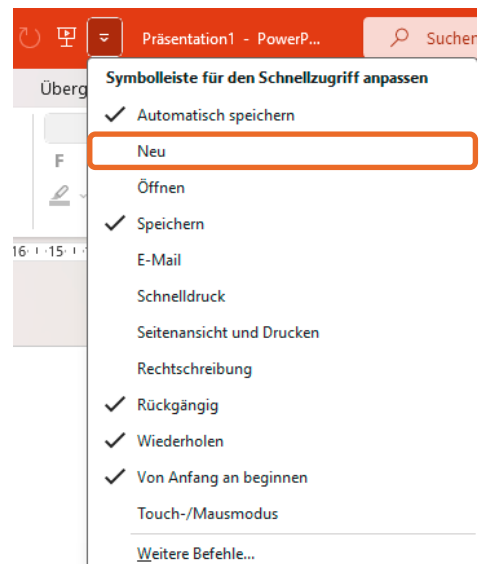 Präsentation1 - PowerP...
Suchen
Überg
Symbolleiste für den Schnellzugriff anpassen
Automatisch speichern
F
Neu
Öffnen
Speichern
16 15
E-Mail
Schnelldruck
Seitenansicht und Drucken
Rechtschreibung
Rückgängig
Wiederholen
Von Anfang an beginnen
Touch-/Mausmodus
Weitere Befehle...